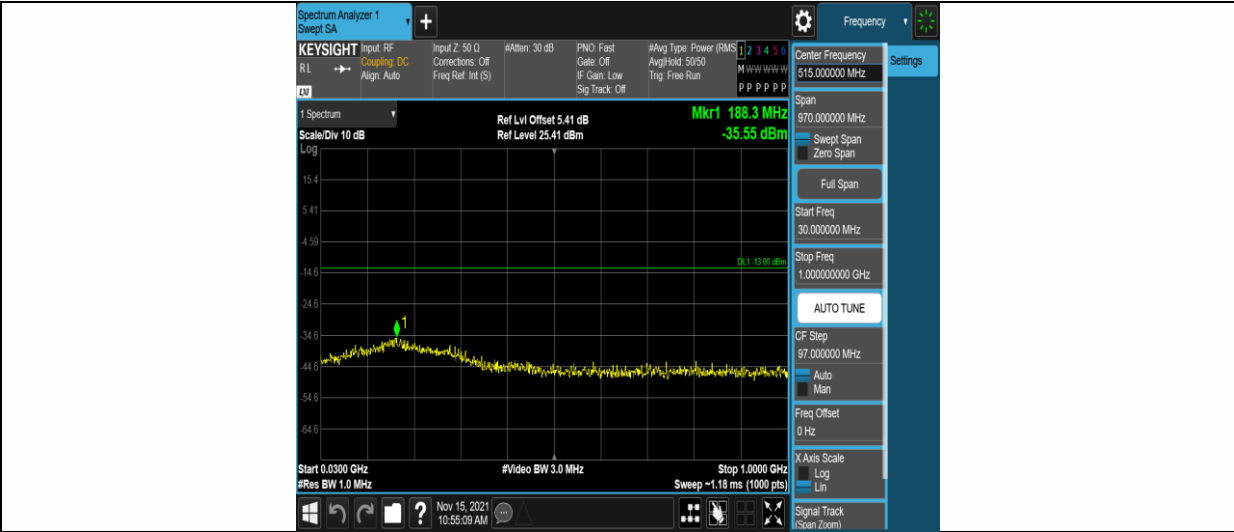 Spectrum Analyzer 1
Swept SA
+
Frequency
KEYSIGHT
RL
LXI
Input: RF
Coupling: DC
Align: Auto
Input Z: 50 Ω
Corrections: Off
Freq Ref: Int (S)
#Atten: 30 dB
PNO: Fast
Gate: Off
IF Gain: Low
Sig Track: Off
#Avg Type: Power (RMS
Avg|Hold: 50/50
Trig: Free Run
1 2 3 4 5 6
M W W W W W
P P P P P P
1 Spectrum
Scale/Div 10 dB
Ref Lvl Offset 5.41 dB
Ref Level 25.41 dBm
Mkr1 188.3 MHz
-35.55 dBm
Log
15.4
5.41
-4.59
DL1 -13.00 dBm
-14.6
-24.6
1
-34.6
-44.6
-54.6
-64.6
Start 0.0300 GHz
#Res BW 1.0 MHz
#Video BW 3.0 MHz
Stop 1.0000 GHz
Sweep ~1.18 ms (1000 pts)
?
Nov 15, 2021
10:55:09 AM
Center Frequency
515.000000 MHz
Settings
Span
970.000000 MHz
Swept Span
Zero Span
Full Span
Start Freq
30.000000 MHz
Stop Freq
1.000000000 GHz
AUTO TUNE
CF Step
97.000000 MHz
Auto
Man
Freq Offset
0 Hz
X Axis Scale
Log
Lin
Signal Track
(Span Zoom)